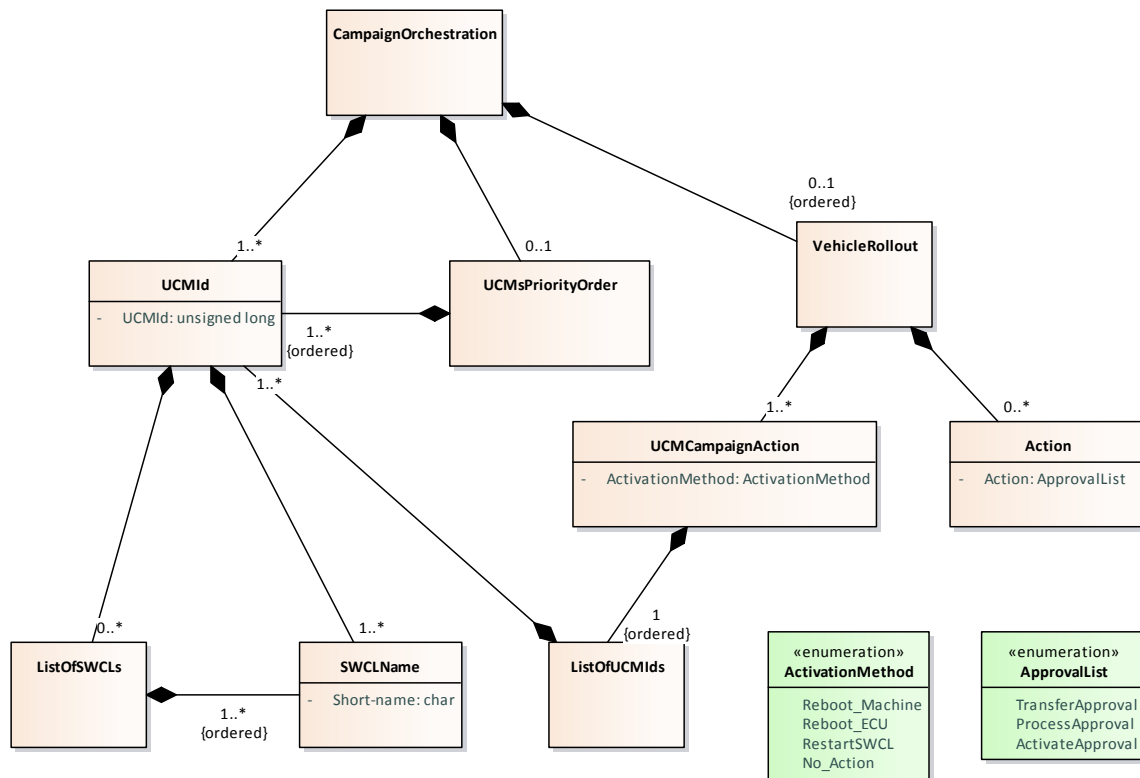 CampaignOrchestration
0..1
{ordered}
VehicleRollout
1..*
0..1
UCMId
- UCMId: unsigned long
UCMsPriorityOrder
1..*
{ordered}
1..*
1..*
0..*
UCMCampaignAction
- ActivationMethod: ActivationMethod
Action
- Action: ApprovalList
0..*
1..*
1
{ordered}
ListOfSWCLs
SWCLName
- Short-name: char
ListOfUCMIds
1..*
{ordered}
«enumeration»
ActivationMethod
Reboot_Machine
Reboot_ECU
RestartSWCL
No_Action
«enumeration»
ApprovalList
TransferApproval
ProcessApproval
ActivateApproval